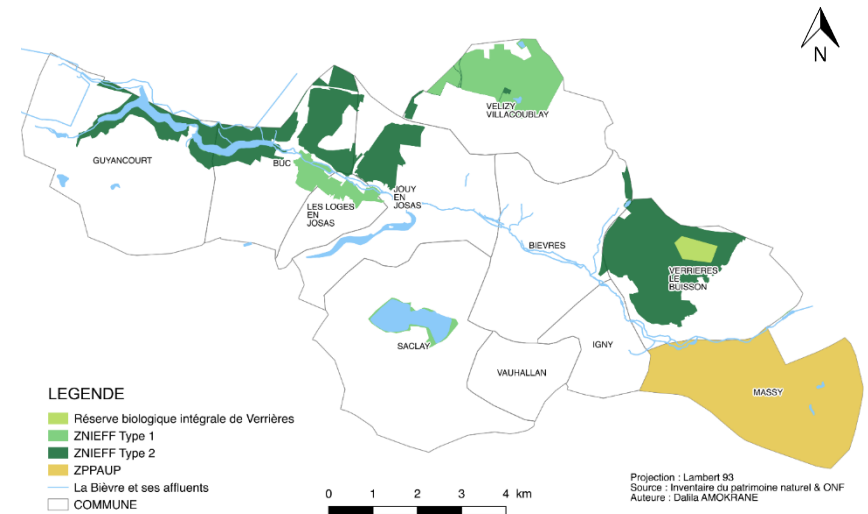 N
VELIZY
VILLACOUBLAY
GUYANCOURT
BUC
JOUY
EN
JOSAS
LES LOGES
EN
JOSAS
BIEVRES
VERRIERES
LE
BUISSON
SACLAY
IGNY
VAUHALLAN
MASSY
LEGENDE
Réserve biologique intégrale de Verrières
ZNIEFF Type 1
ZNIEFF Type 2
ZPPAUP
La Bièvre et ses affluents
COMMUNE
0 1 2 3 4 km
Projection : Lambert 93
Source : Inventaire du patrimoine naturel & ONF
Auteure : Dalila AMOKRANE